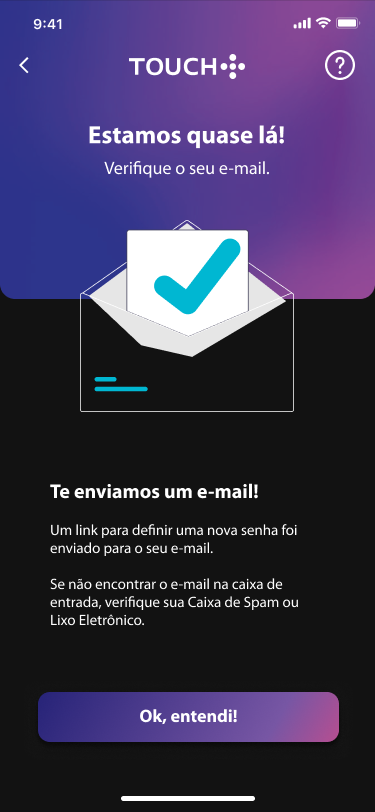 9:41
TOUCH
?
Estamos quase lá!
Verifique o seu e-mail.
Te enviamos um e-mail!
Um link para definir uma nova senha foi
enviado para o seu e-mail.
Se não encontrar o e-mail na caixa de
entrada, verifique sua Caixa de Spam ou
Lixo Eletrônico.
Ok, entendi!